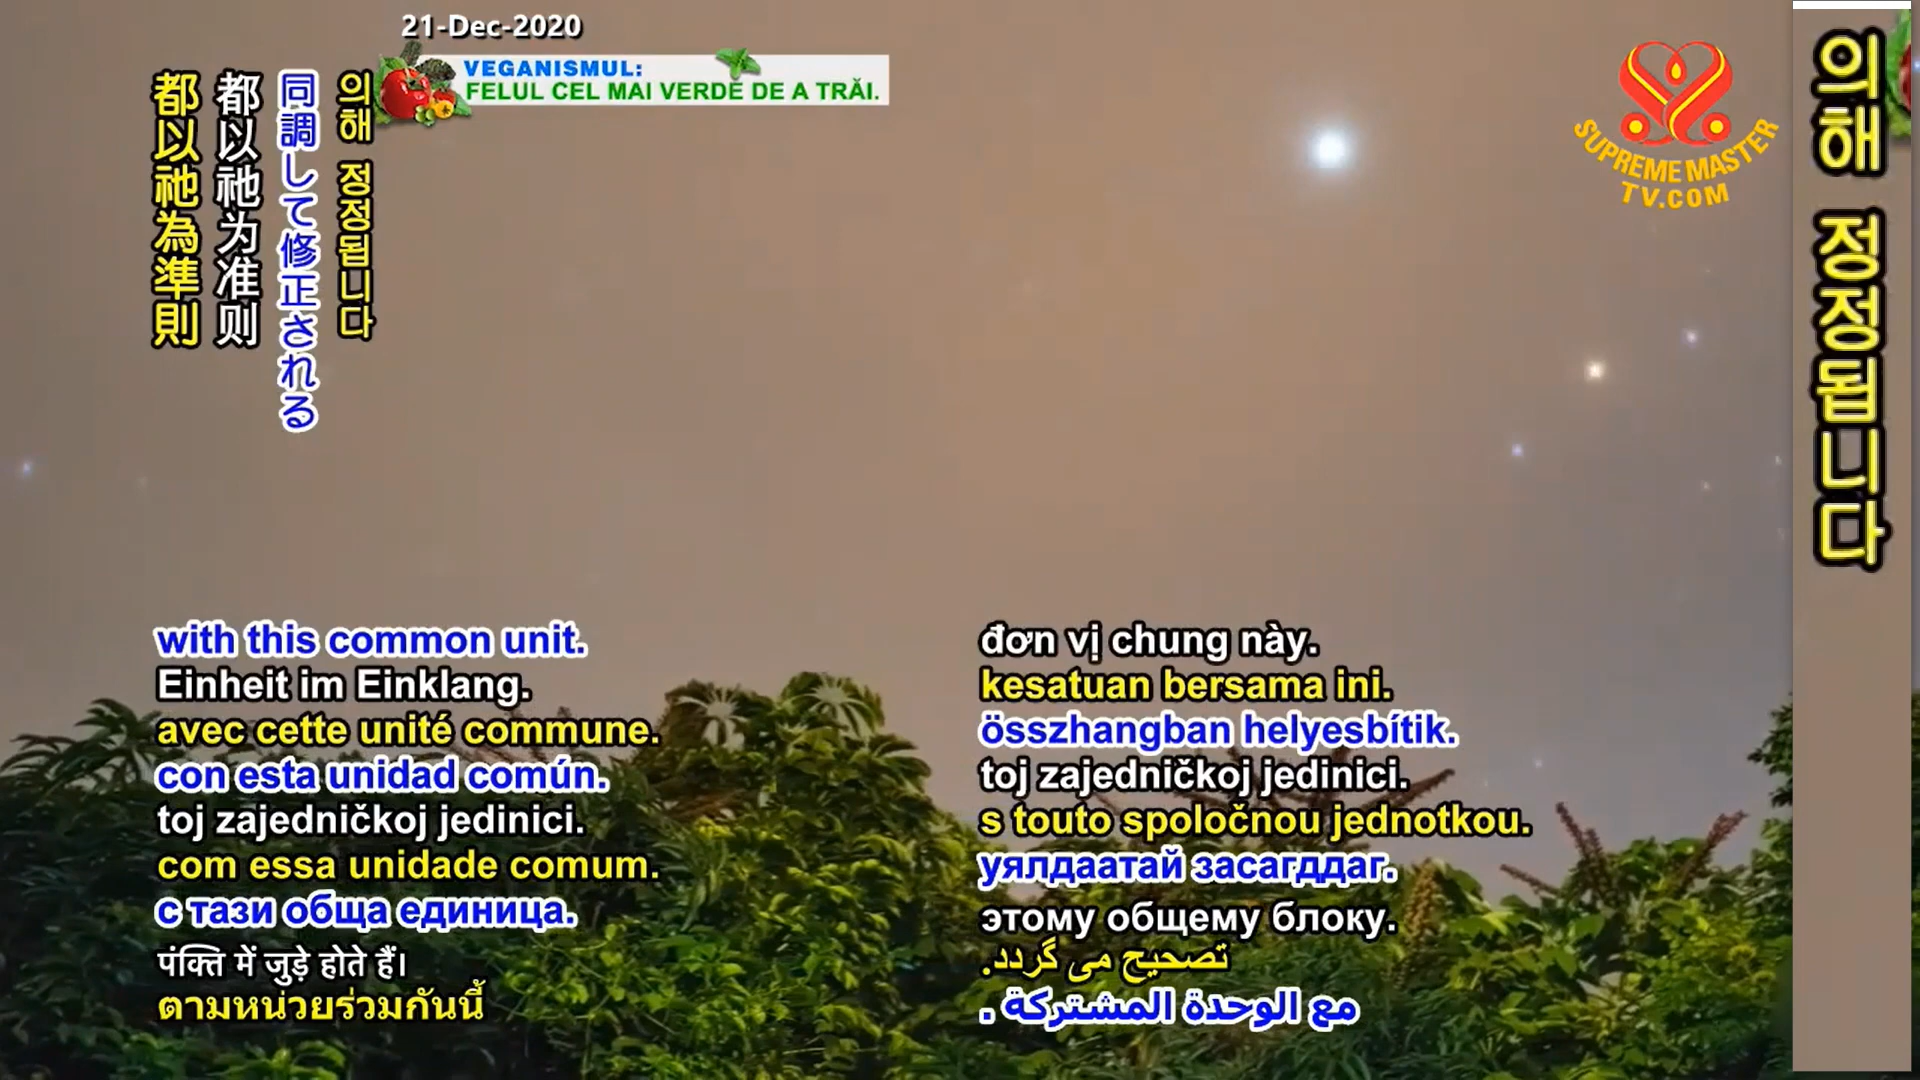 21-Dec-2020
VEGANISMUL:
FELUL CEL MAI VERDE DE A TRĂI.
SUPREME MASTER
TV.COM
의해 정정됩니다
의해 정정됩니다
同調して修正される
都以祂为准则
都以祂為準則
with this common unit.
Einheit im Einklang.
avec cette unité commune.
con esta unidad común.
toj zajedničkoj jedinici.
com essa unidade comum.
с тази обща единица.
पंक्ति में जुड़े होते हैं।
ตามหน่วยร่วมกันนี้
đơn vị chung này.
kesatuan bersama ini.
összhangban helyesbítik.
toj zajedničkoj jedinici.
s touto spoločnou jednotkou.
уялдаатай засагддаг.
этому общему блоку.
تصحیح می گردد.
مع الوحدة المشتركة .